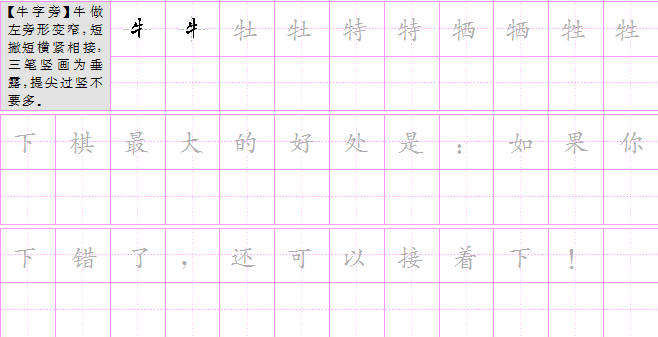 【牛字旁】牛做
左旁形变窄，短
撇短横紧相接，
三笔竖画为垂
露，提尖过竖不
要多。
牜 牜 牡 牡 特 特 牺 牺 牲 牲
下 棋 最 大 的 好 处 是 ： 如 果 你
下 错 了 ， 还 可 以 接 着 下 ！